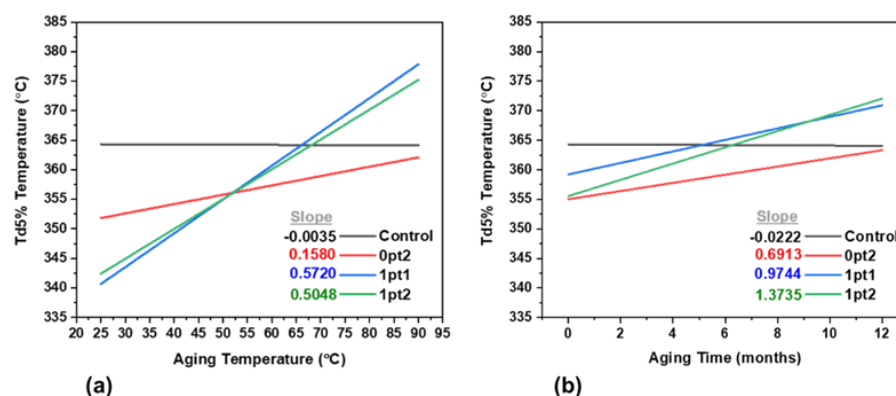 385
380
375
370
365
360
355
350
345
340
335
Td5% Temperature (°C)
20 25 30 35 40 45 50 55 60 65 70 75 80 85 90 95
Aging Temperature (°C)
Slope
-0.0035 Control
0.1580 0pt2
0.5720 1pt1
0.5048 1pt2
(a)
385
380
375
370
365
360
355
350
345
340
335
Td5% Temperature (°C)
0 2 4 6 8 10 12
Aging Time (months)
Slope
-0.0222 Control
0.6913 0pt2
0.9744 1pt1
1.3735 1pt2
(b)